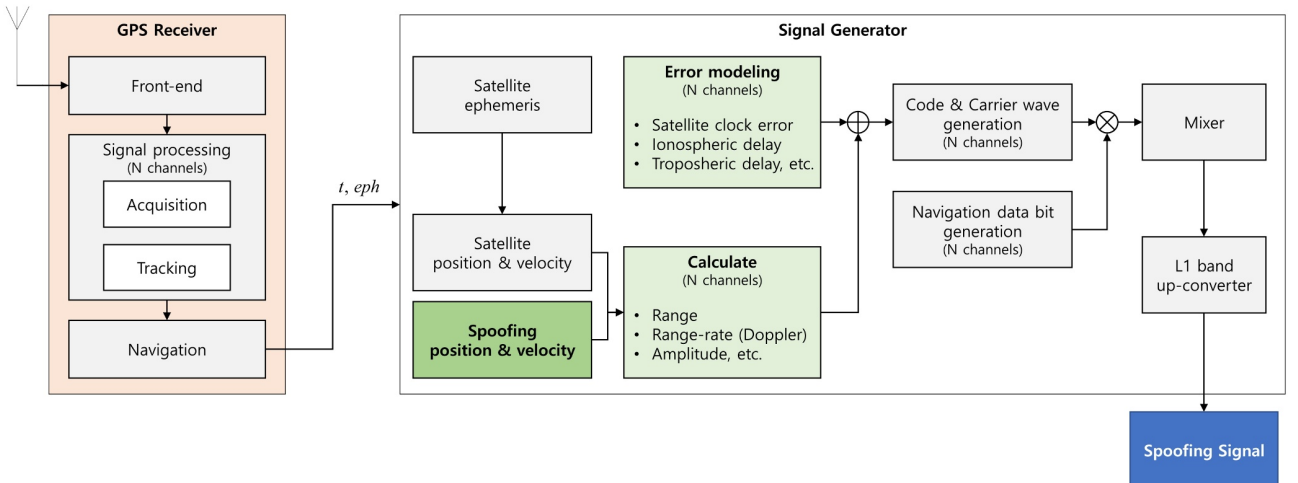 GPS Receiver
Front-end
Signal processing
(N channels)
Acquisition
Tracking
Navigation
t, eph
Signal Generator
Satellite
ephemeris
Satellite
position & velocity
Spoofing
position & velocity
Error modeling
(N channels)
• Satellite clock error
• Ionospheric delay
• Troposheric delay, etc.
Calculate
(N channels)
• Range
• Range-rate (Doppler)
• Amplitude, etc.
Code & Carrier wave
generation
(N channels)
Navigation data bit
generation
(N channels)
Mixer
L1 band
up-converter
Spoofing Signal